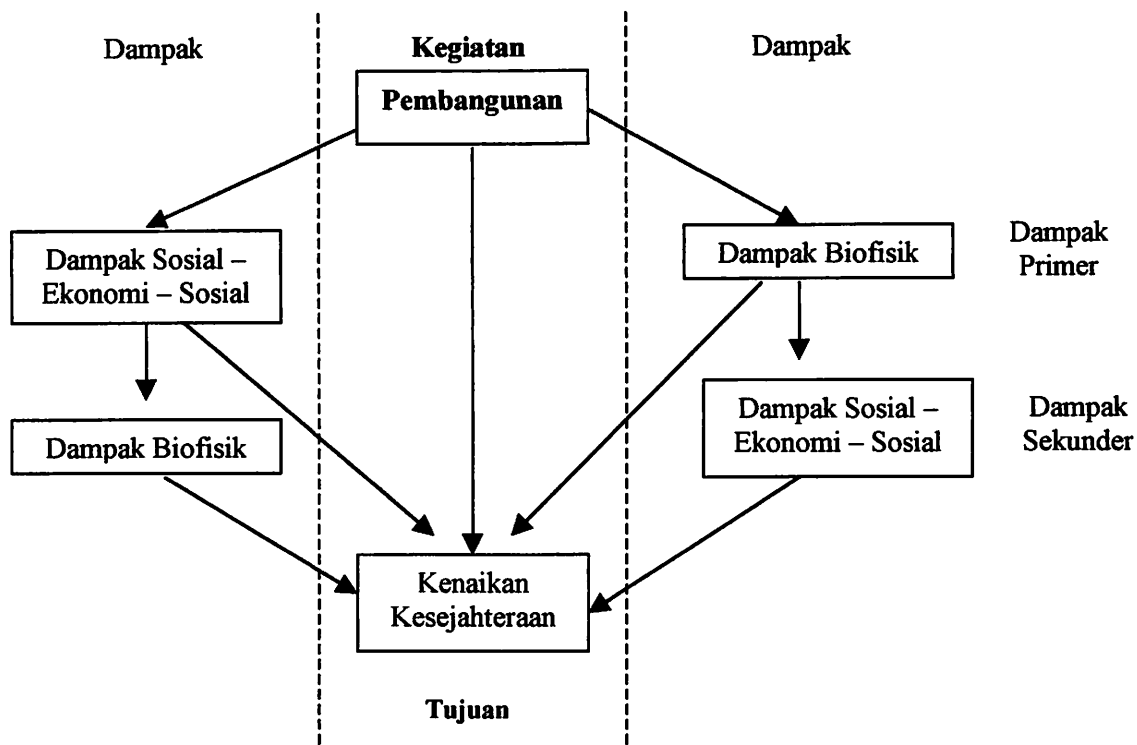 Dampak
Kegiatan
Dampak
Pembangunan
Dampak Sosial –
Ekonomi – Sosial
Dampak Biofisik
Dampak
Primer
Dampak Biofisik
Dampak Sosial –
Ekonomi – Sosial
Dampak
Sekunder
Kenaikan
Kesejahteraan
Tujuan